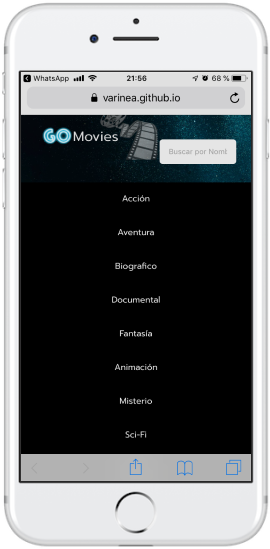 WhatsApp 21:56 68 %
varinea.github.io
GO Movies
Buscar por Noml
Acción
Aventura
Biografico
Documental
Fantasía
Animación
Misterio
Sci-Fi